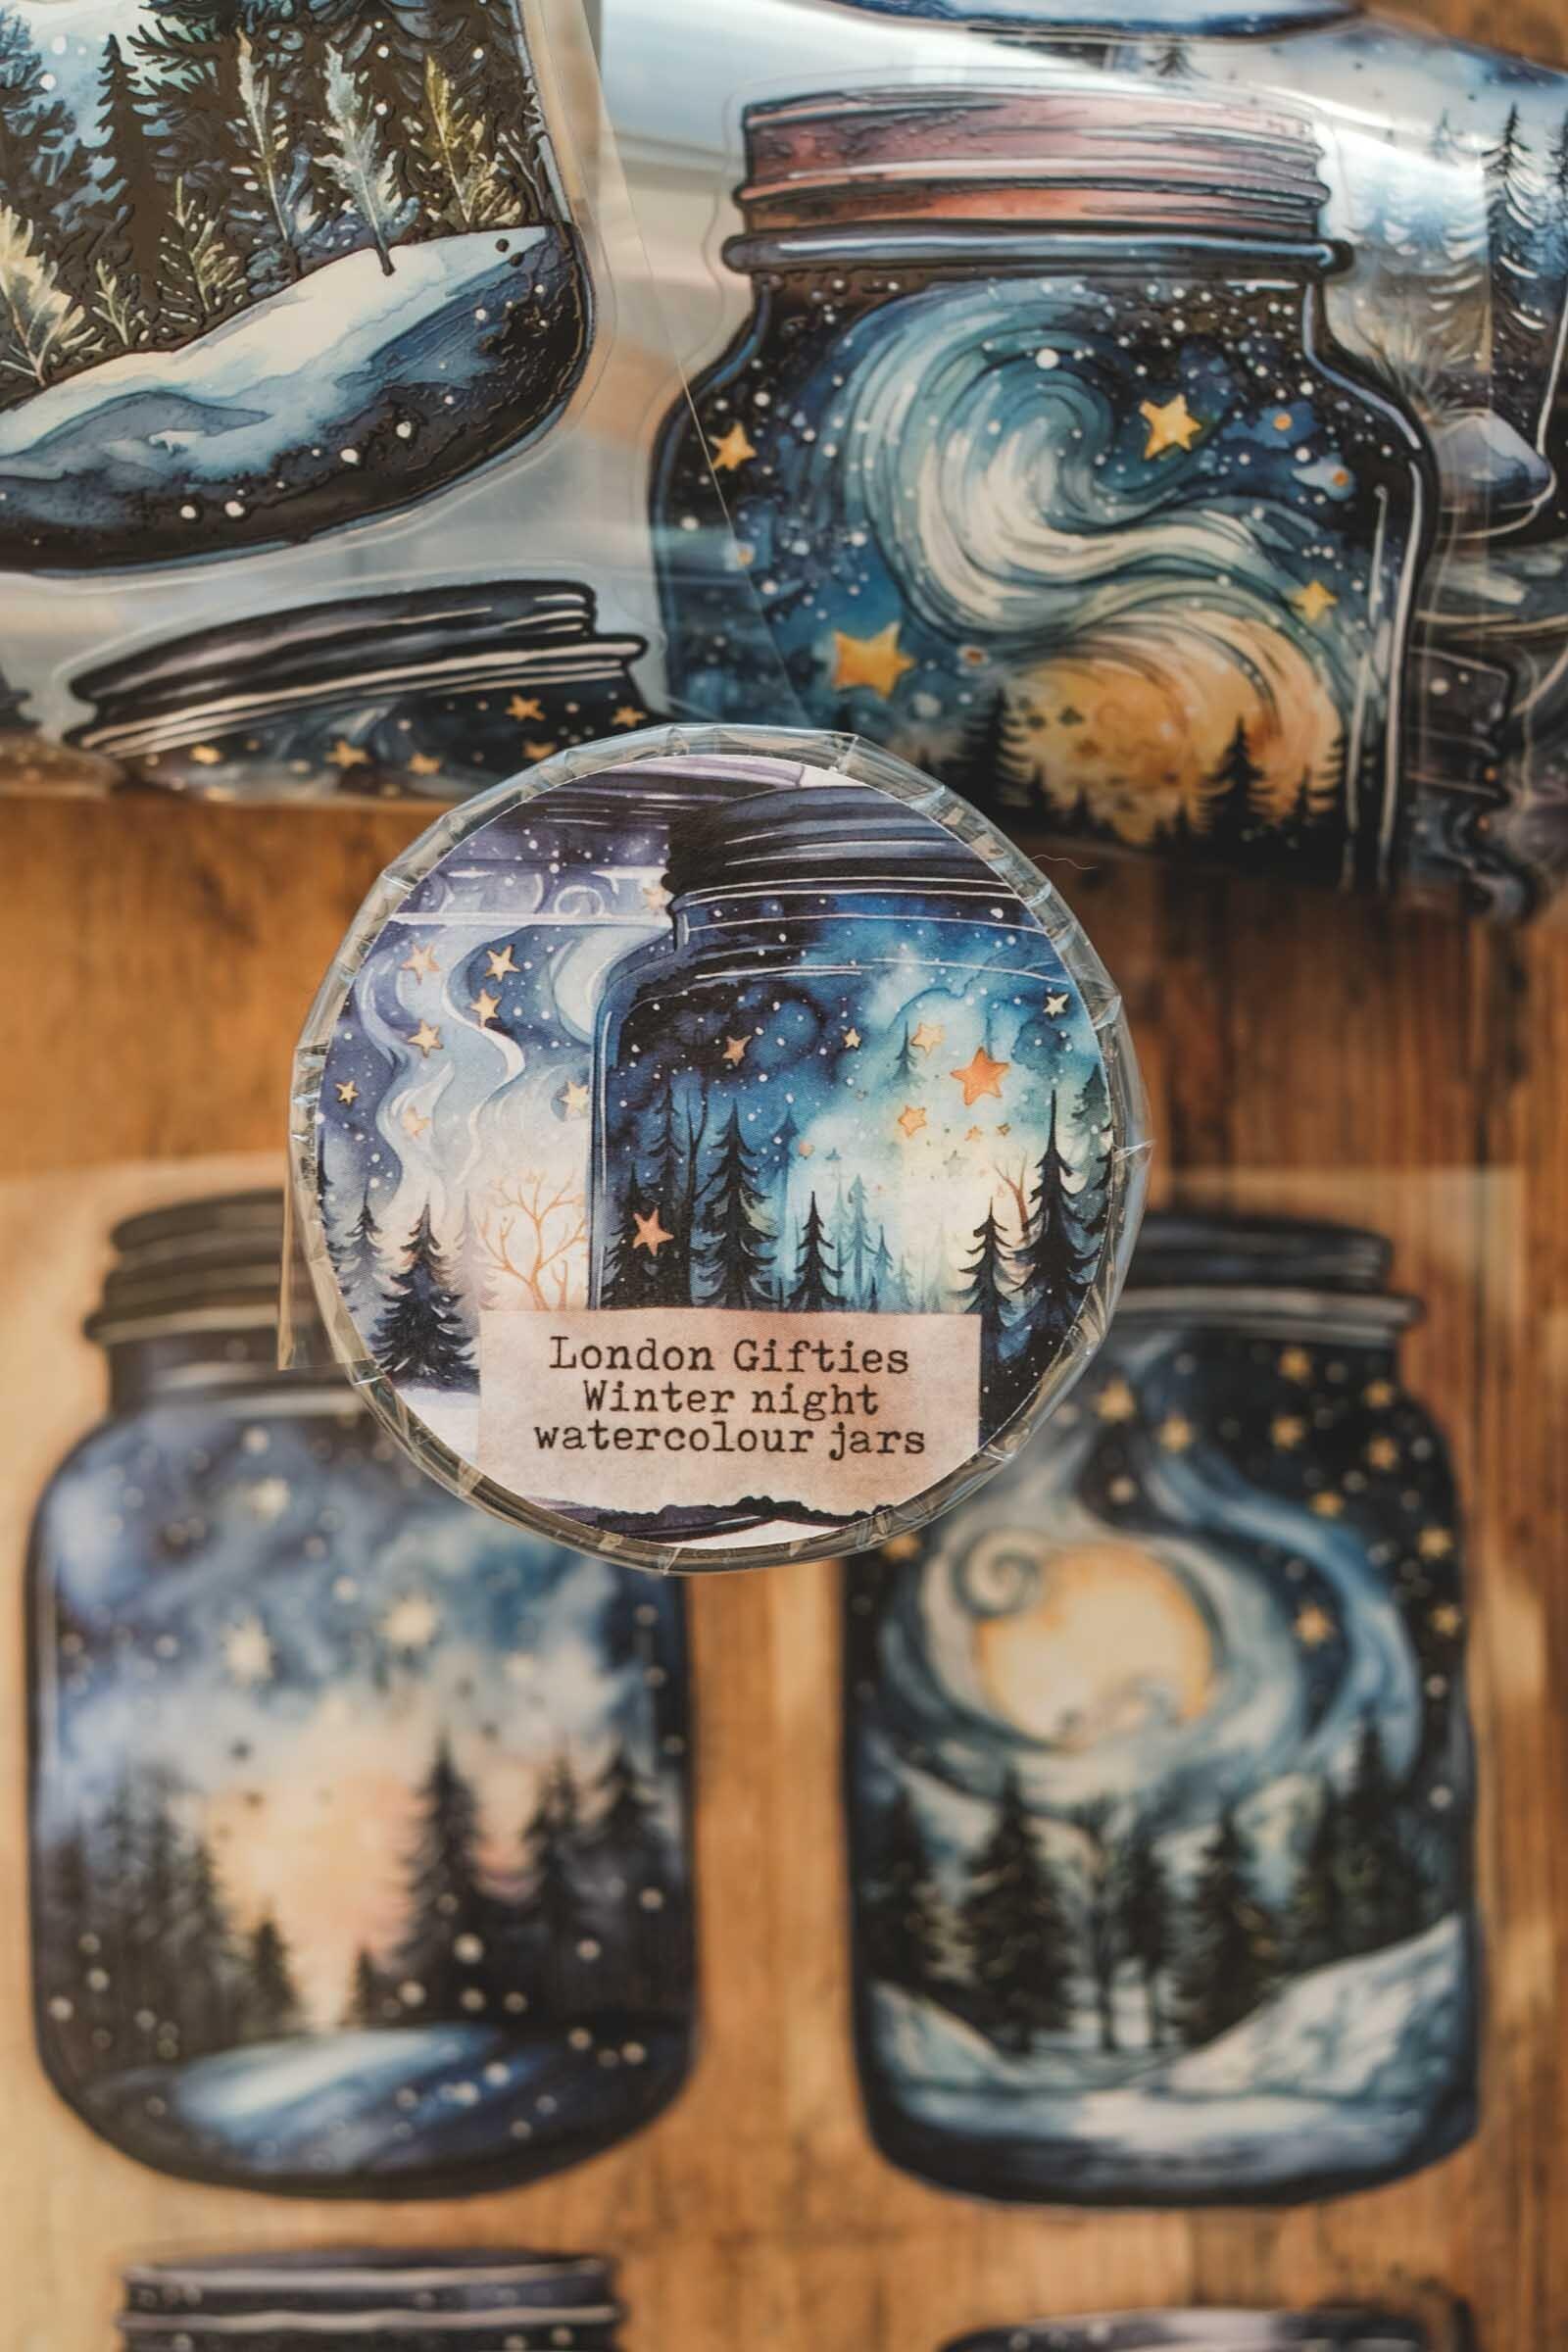 London Gifties
Winter night
watercolour jars